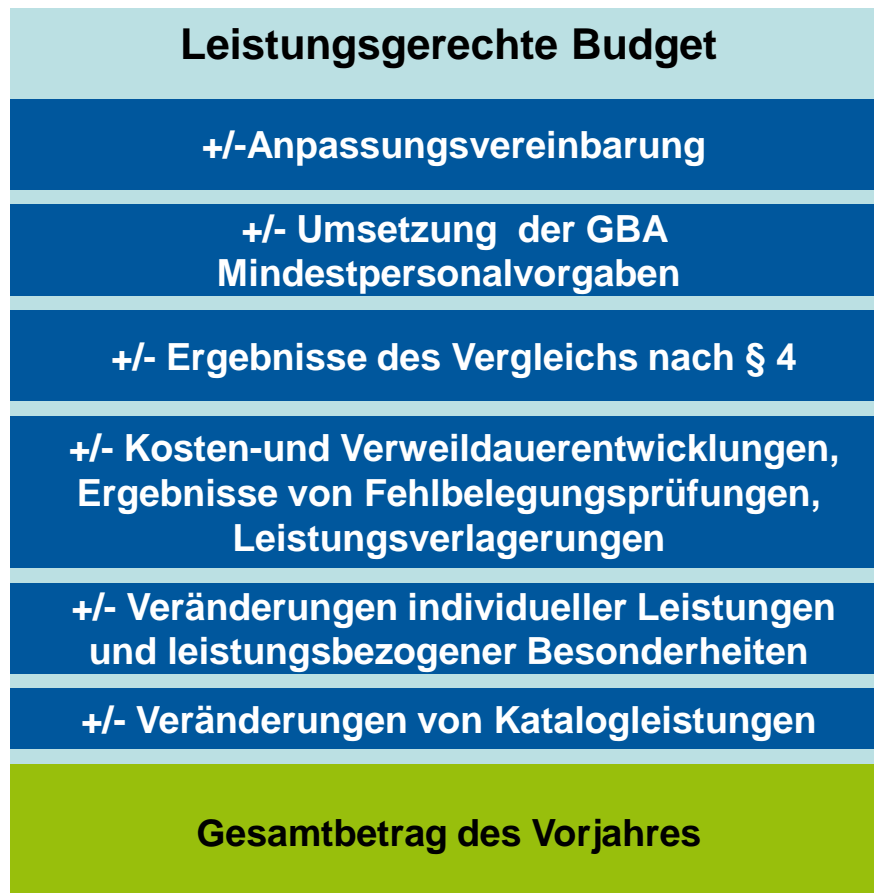 Leistungsgerechte Budget
+/-Anpassungsvereinbarung
+/- Umsetzung der GBA
Mindestpersonalvorgaben
+/- Ergebnisse des Vergleichs nach § 4
+/- Kosten-und Verweildauerentwicklungen,
Ergebnisse von Fehlbelegungsprüfungen,
Leistungsverlagerungen
+/- Veränderungen individueller Leistungen
und leistungsbezogener Besonderheiten
+/- Veränderungen von Katalogleistungen
Gesamtbetrag des Vorjahres